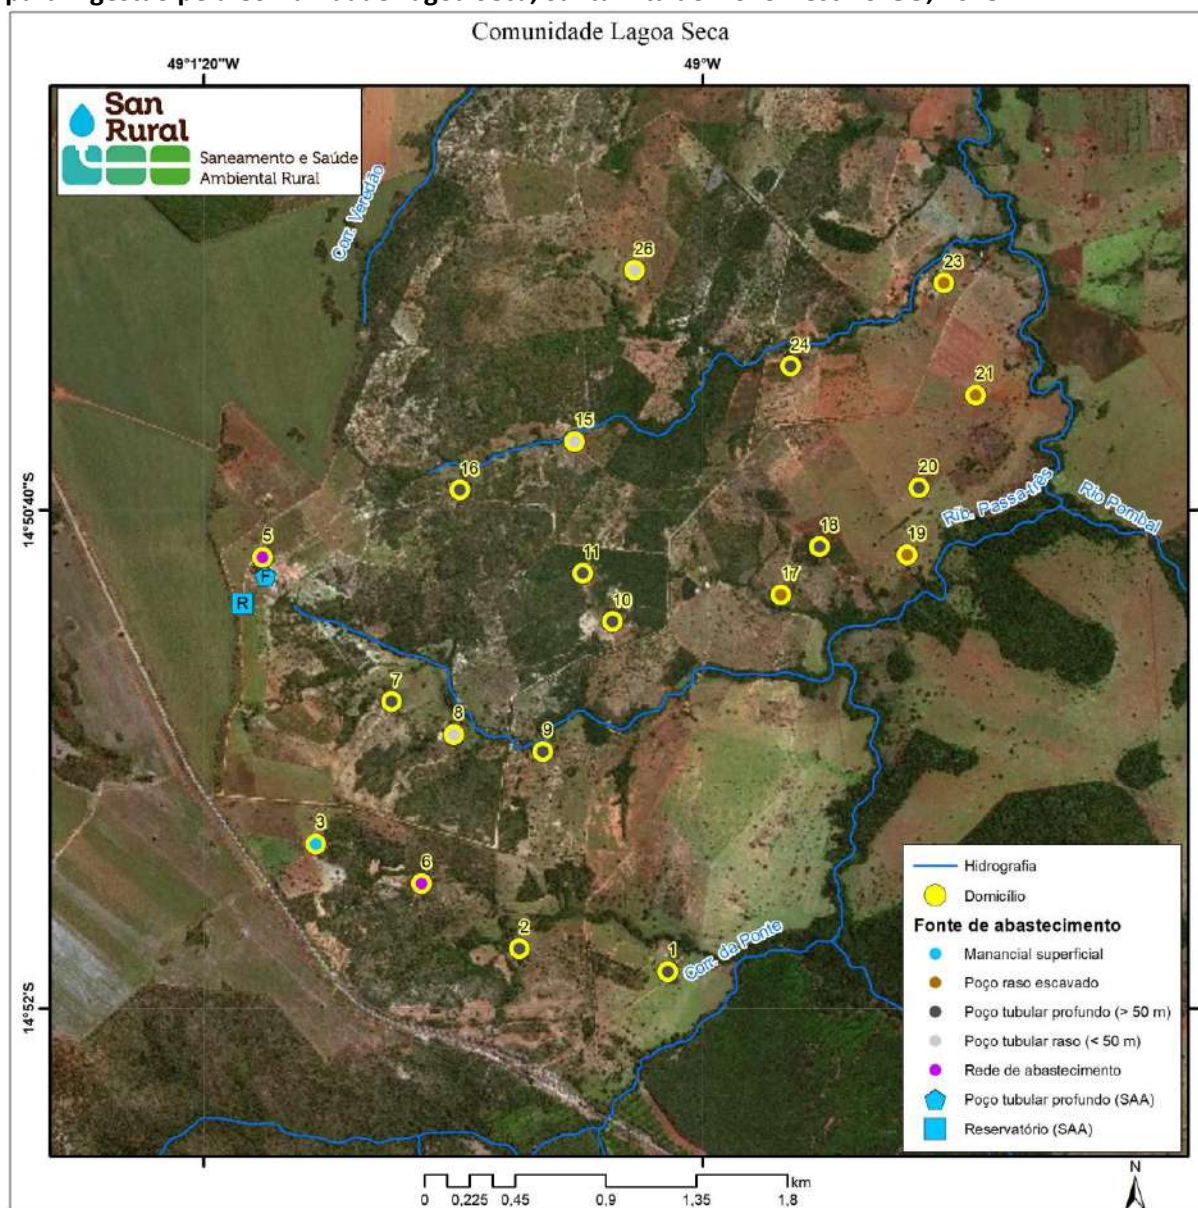 Comunidade Lagoa Seca
49°1'20"W
49°W
San
Rural
Saneamento e Saúde
Ambiental Rural
Corr. Veredão
26
23
24
21
15
16
20
14°50'40"S
Rib. Passa-três
Rio Pombal
5
18
19
11
F
17
R
10
7
8
9
3
6
2
1
Corr. da Ponte
14°52'S
Hidrografia
Domicílio
Fonte de abastecimento
Manancial superficial
Poço raso escavado
Poço tubular profundo (> 50 m)
Poço tubular raso (< 50 m)
Rede de abastecimento
Poço tubular profundo (SAA)
Reservatório (SAA)
km
0 0,225 0,45 0,9 1,35 1,8
N